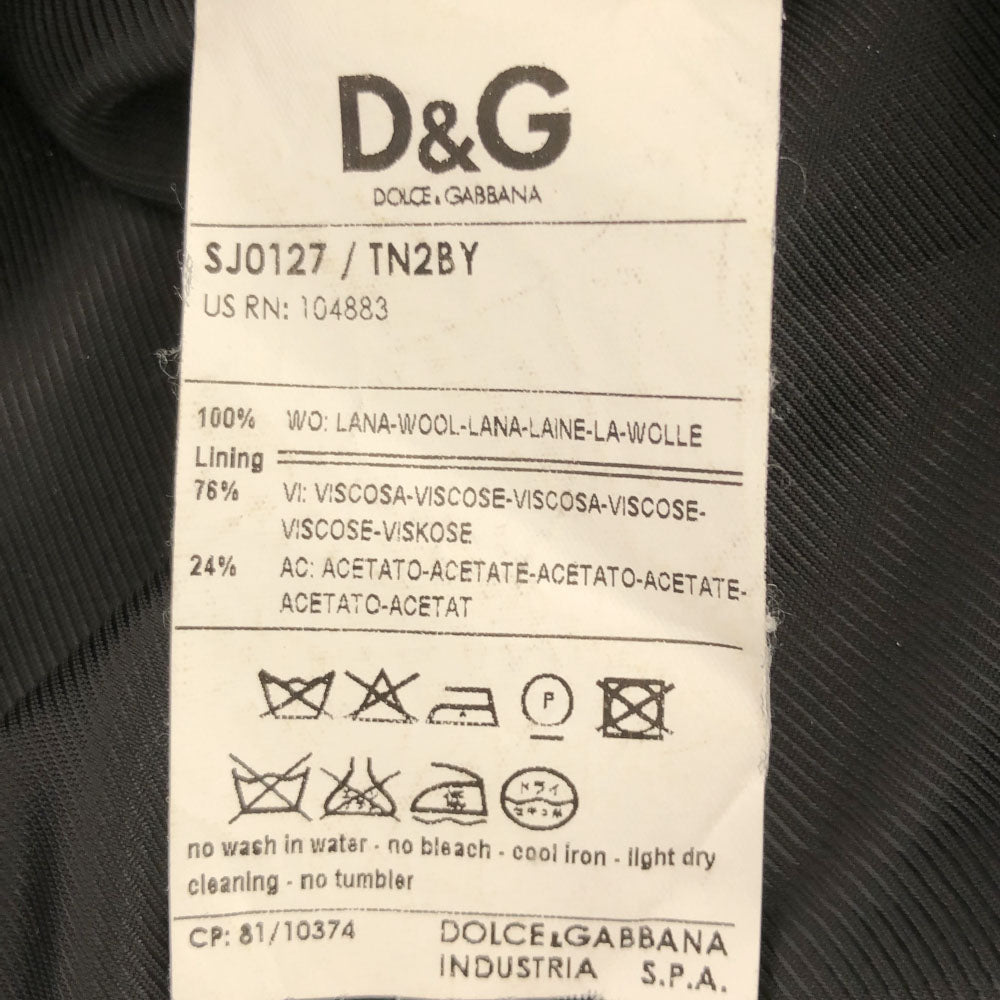 D&G
DOLCE & GABBANA
SJ0127 / TN2BY
US RN: 104883
100% WO: LANA-WOOL-LANA-LAINE-LA-WOLLE
Lining
76% VI: VISCOSA-VISCOSE-VISCOSA-VISCOSE-
VISCOSE-VISKOSE
24% AC: ACETATO-ACETATE-ACETATO-ACETATE-
ACETATO-ACETAT
P
ドライ
no wash in water - no bleach - cool iron - light dry
cleaning - no tumbler
CP: 81/10374
DOLCE & GABBANA
INDUSTRIA S.P.A.